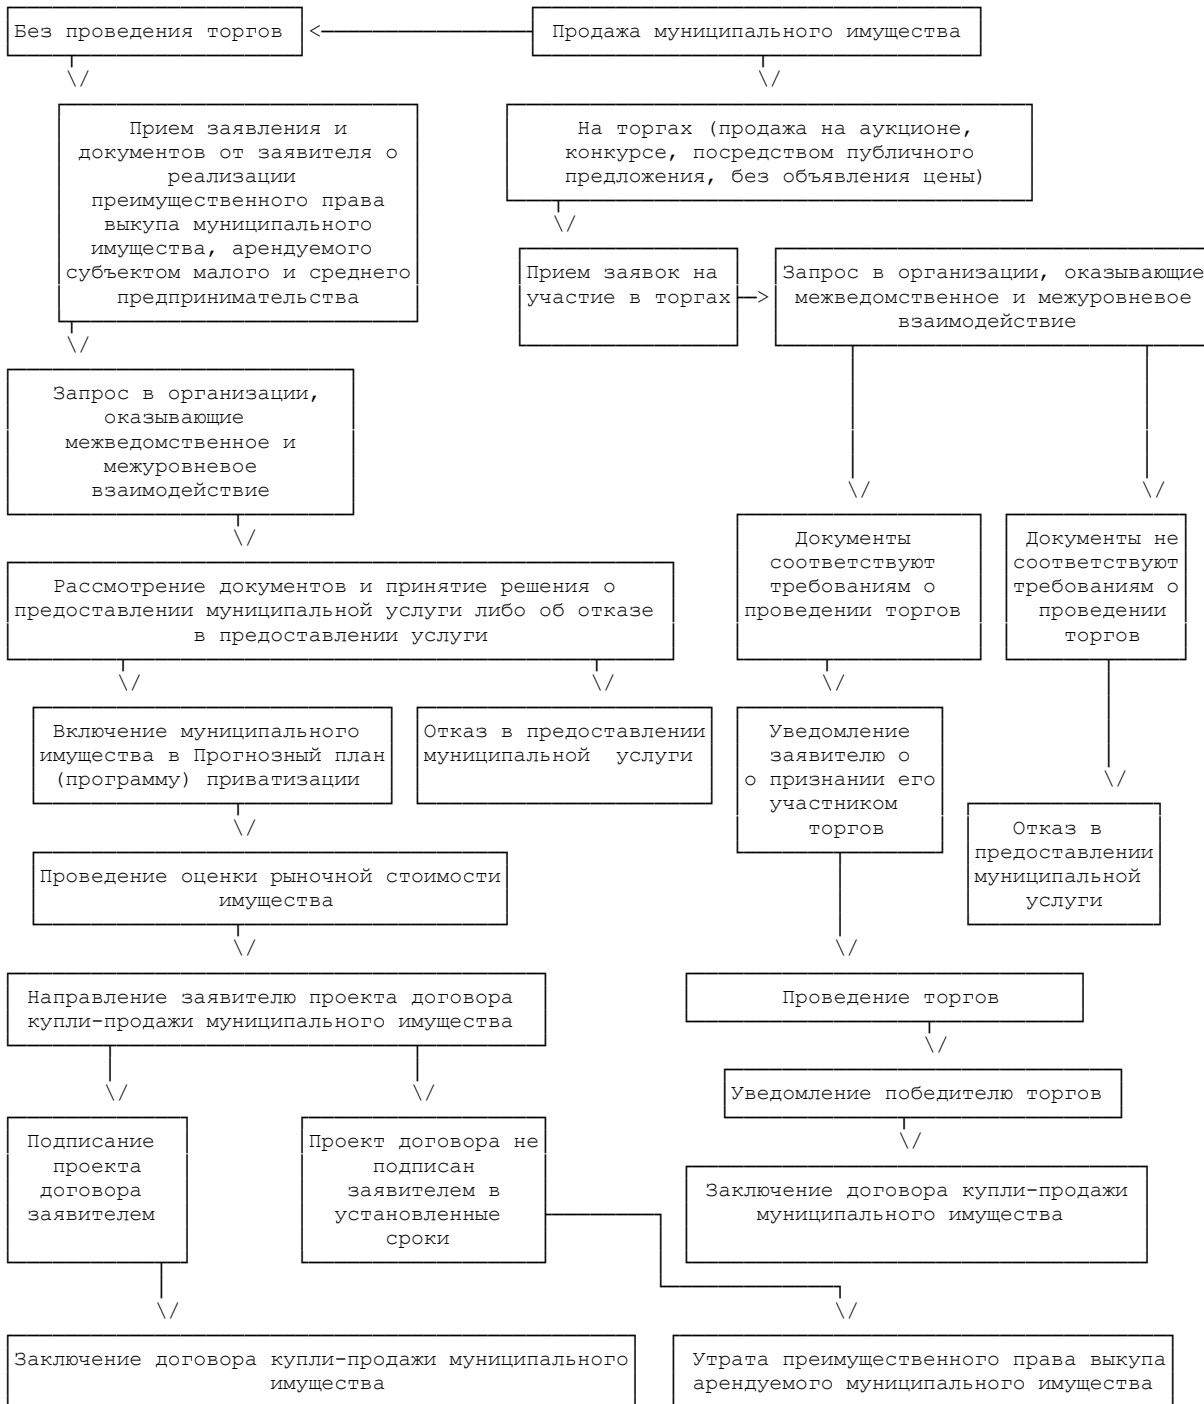 Без проведения торгов
Продажа муниципального имущества
Прием заявления и
документов от заявителя о
реализации
преимущественного права
выкупа муниципального
имущества, арендуемого
субъектом малого и среднего
предпринимательства
На торгах (продажа на аукционе,
конкурсе, посредством публичного
предложения, без объявления цены)
Прием заявок на
участие в торгах
Запрос в организации, оказывающие
межведомственное и межуровневое
взаимодействие
Запрос в организации,
оказывающие
межведомственное и
межуровневое
взаимодействие
Документы
соответствуют
требованиям о
проведении торгов
Документы не
соответствуют
требованиям о
проведении
торгов
Рассмотрение документов и принятие решения о
предоставлении муниципальной услуги либо об отказе
в предоставлении услуги
Включение муниципального
имущества в Прогнозный план
(программу) приватизации
Отказ в предоставлении
муниципальной  услуги
Уведомление
заявителю о
о признании его
участником
торгов
Отказ в
предоставлении
муниципальной
услуги
Проведение оценки рыночной стоимости
имущества
Направление заявителю проекта договора
купли-продажи муниципального имущества
Проведение торгов
Уведомление победителю торгов
Подписание
проекта
договора
заявителем
Проект договора не
подписан
заявителем в
установленные
сроки
Заключение договора купли-продажи
муниципального имущества
Заключение договора купли-продажи муниципального
имущества
Утрата преимущественного права выкупа
арендуемого муниципального имущества